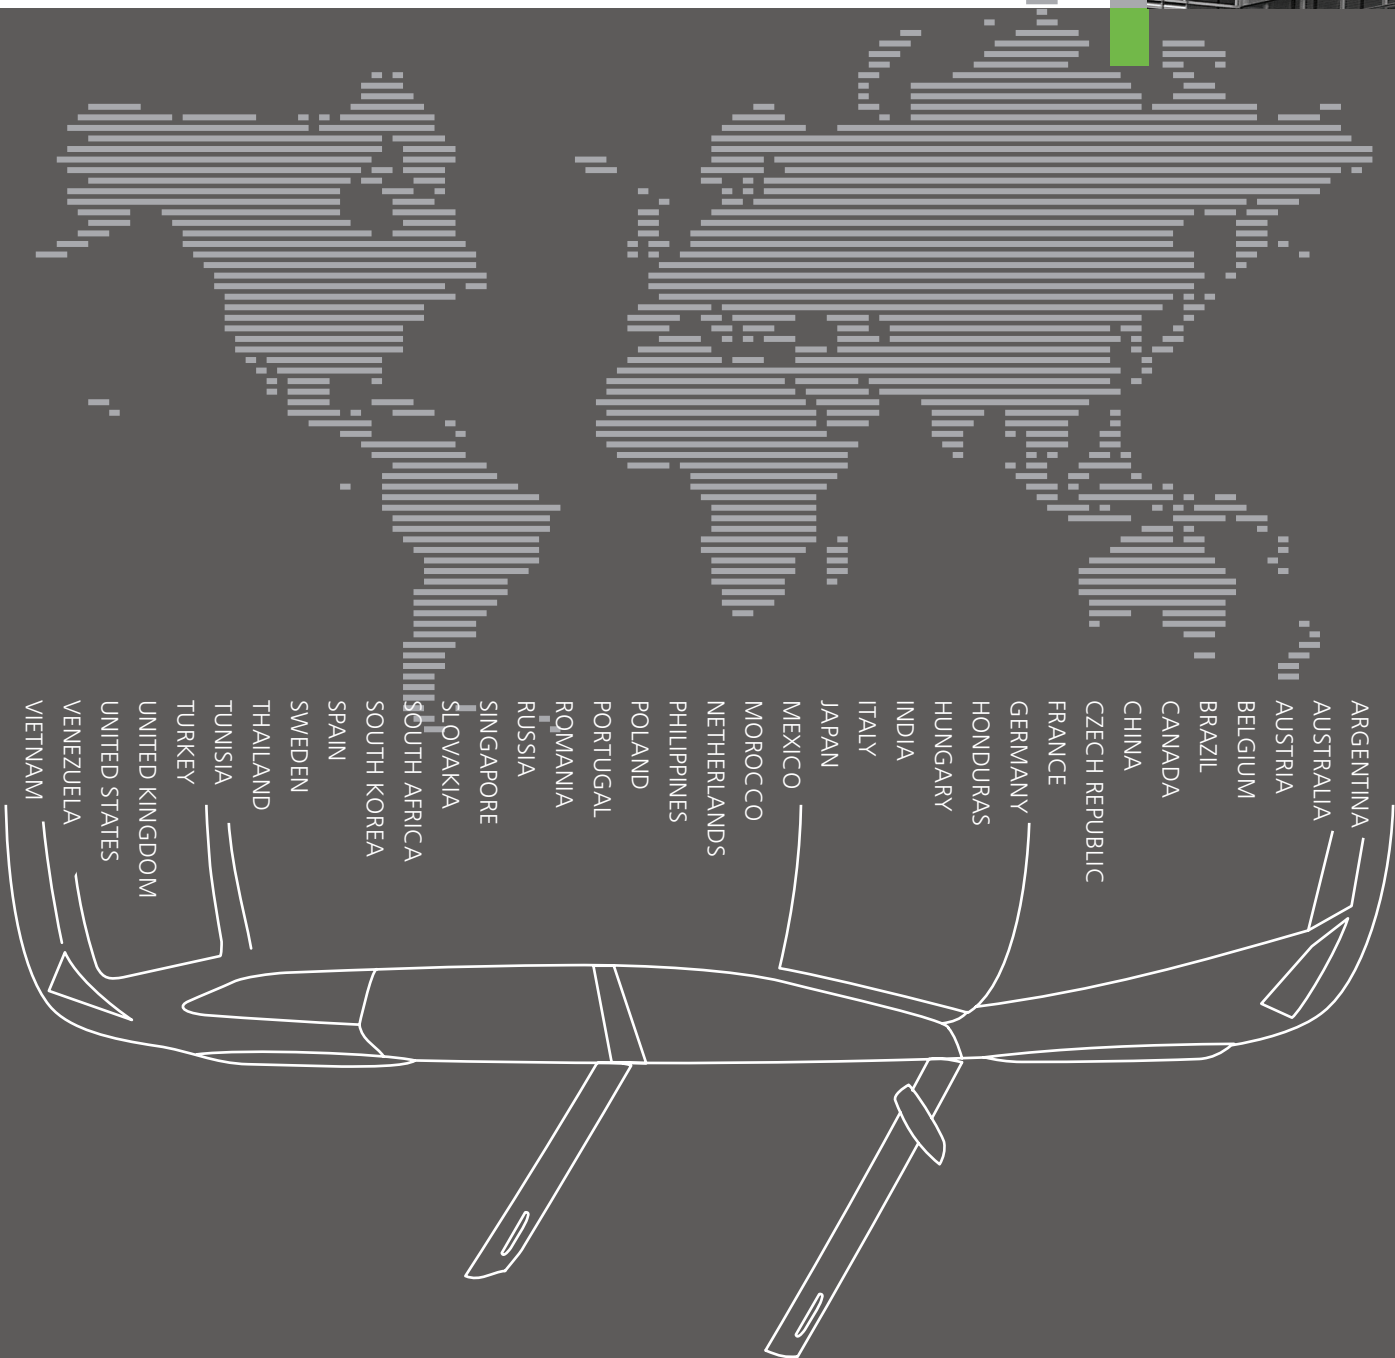 ARGENTINA
AUSTRALIA
AUSTRIA
BELGIUM
BRAZIL
CANADA
CHINA
CZECH REPUBLIC
FRANCE
GERMANY
HONDURAS
HUNGARY
INDIA
ITALY
JAPAN
MEXICO
MOROCCO
NETHERLANDS
PHILIPPINES
POLAND
PORTUGAL
ROMANIA
RUSSIA
SINGAPORE
SLOVAKIA
SOUTH AFRICA
SOUTH KOREA
SPAIN
SWEDEN
THAILAND
TUNISIA
TURKEY
UNITED KINGDOM
UNITED STATES
VENEZUELA
VIETNAM